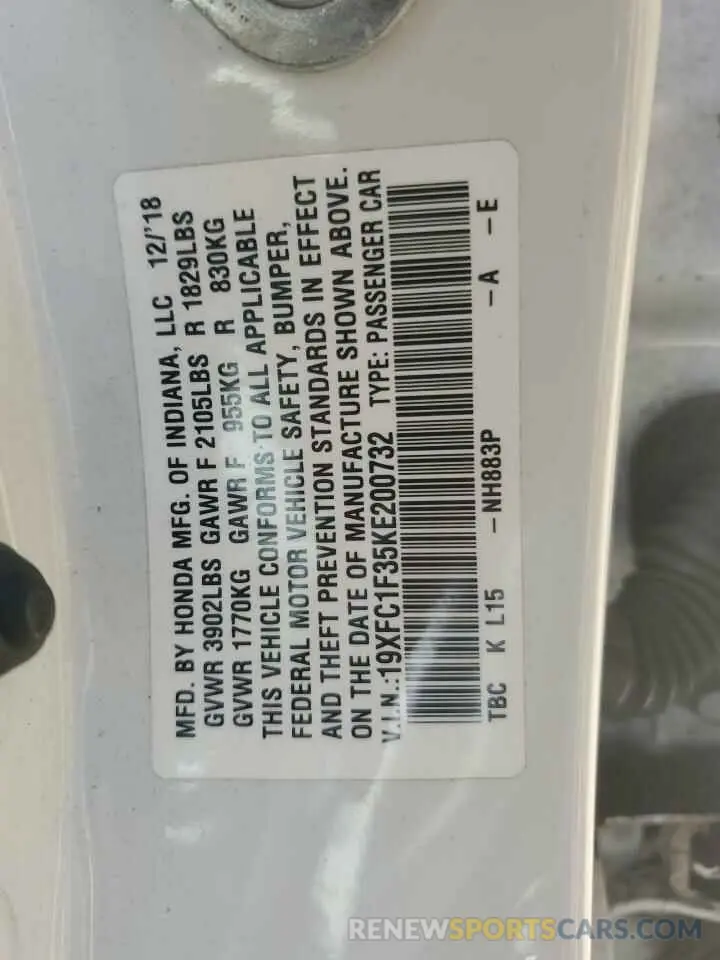 MFD. BY HONDA MFG. OF INDIANA, LLC 12/'18
GVWR 3902LBS GAWR F 2105LBS R 1829LBS
GVWR 1770KG GAWR F 955KG R 830KG
THIS VEHICLE CONFORMS TO ALL APPLICABLE
FEDERAL MOTOR VEHICLE SAFETY, BUMPER,
AND THEFT PREVENTION STANDARDS IN EFFECT
ON THE DATE OF MANUFACTURE SHOWN ABOVE.
V.I.N.:19XFC1F35KE200732 TYPE: PASSENGER CAR
TBC K L15 -NH883P -A -E
RENEWSPORTSCARS.COM